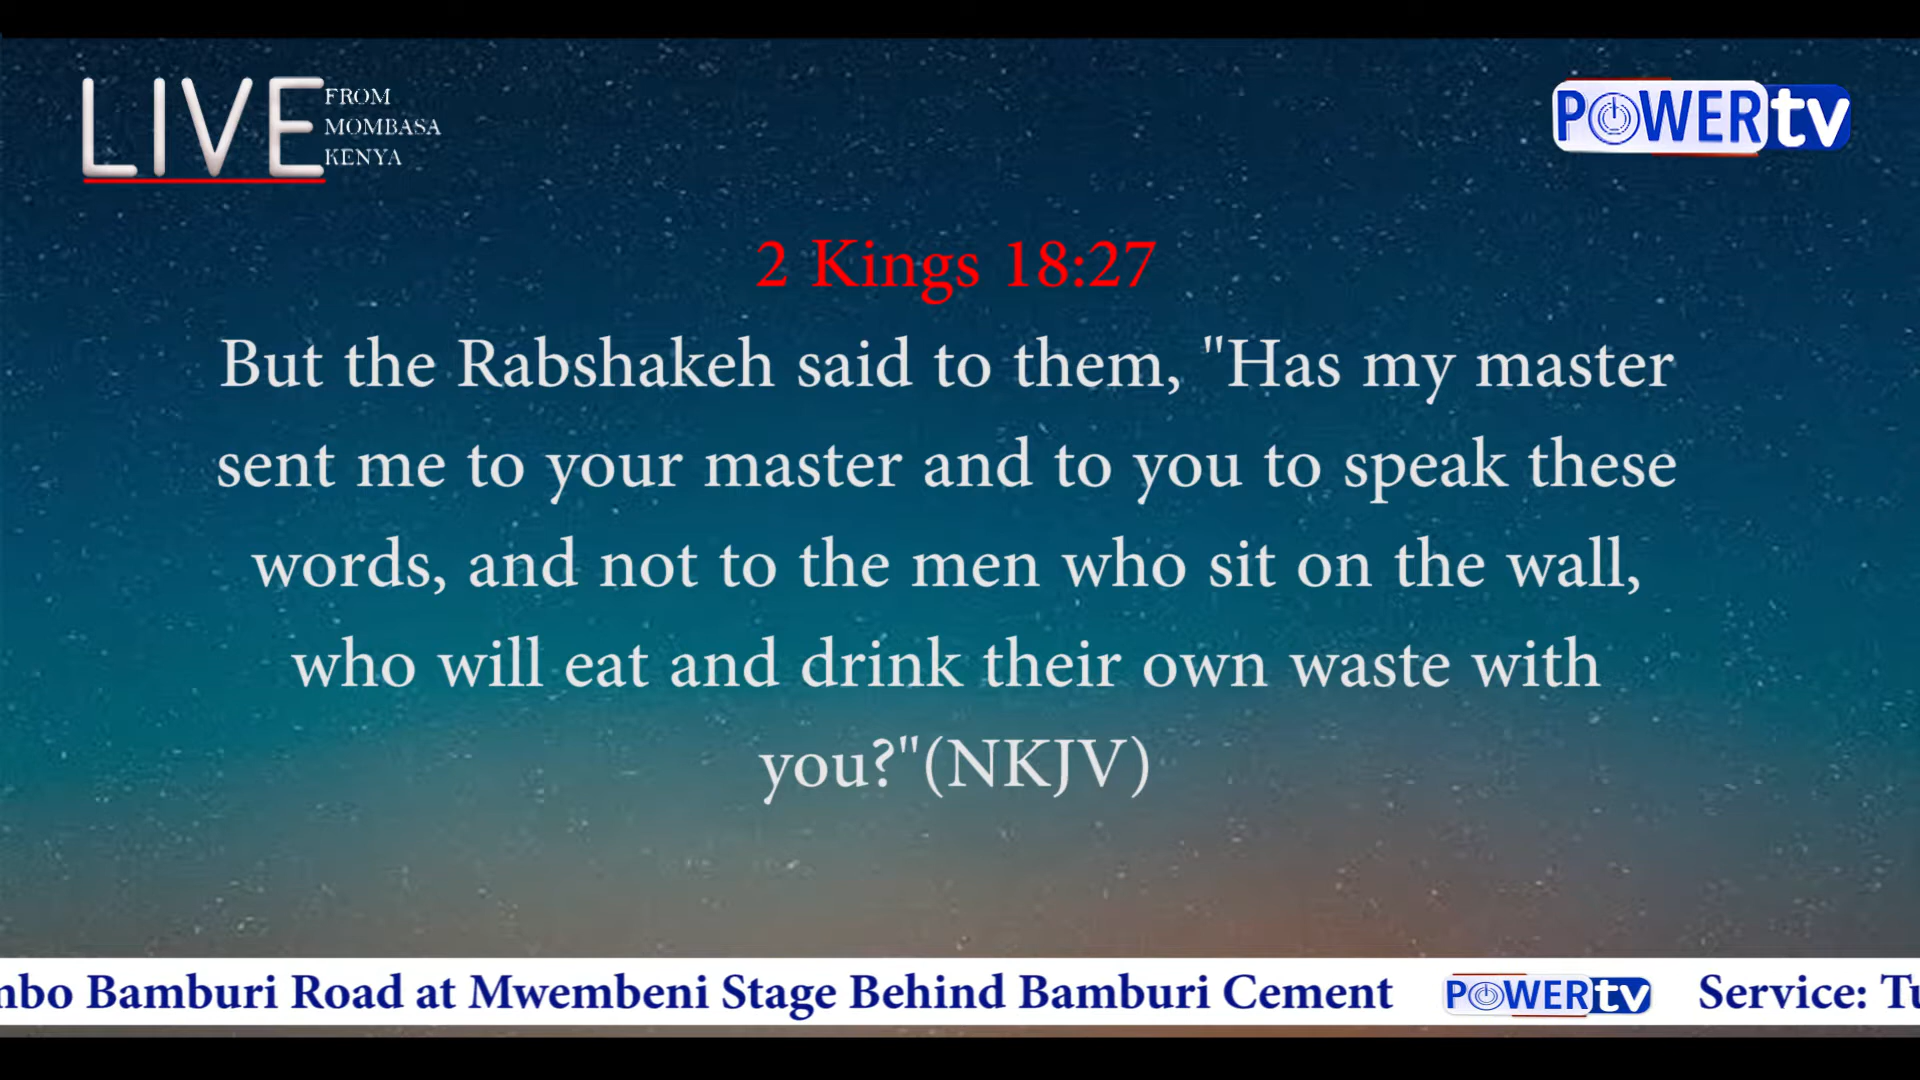 LIVE FROM
MOMBASA
KENYA
POWERtv
2 Kings 18:27
But the Rabshakeh said to them, "Has my master
sent me to your master and to you to speak these
words, and not to the men who sit on the wall,
who will eat and drink their own waste with
you?"(NKJV)
Bamburi Road at Mwembeni Stage Behind Bamburi Cement POWERtv Service: